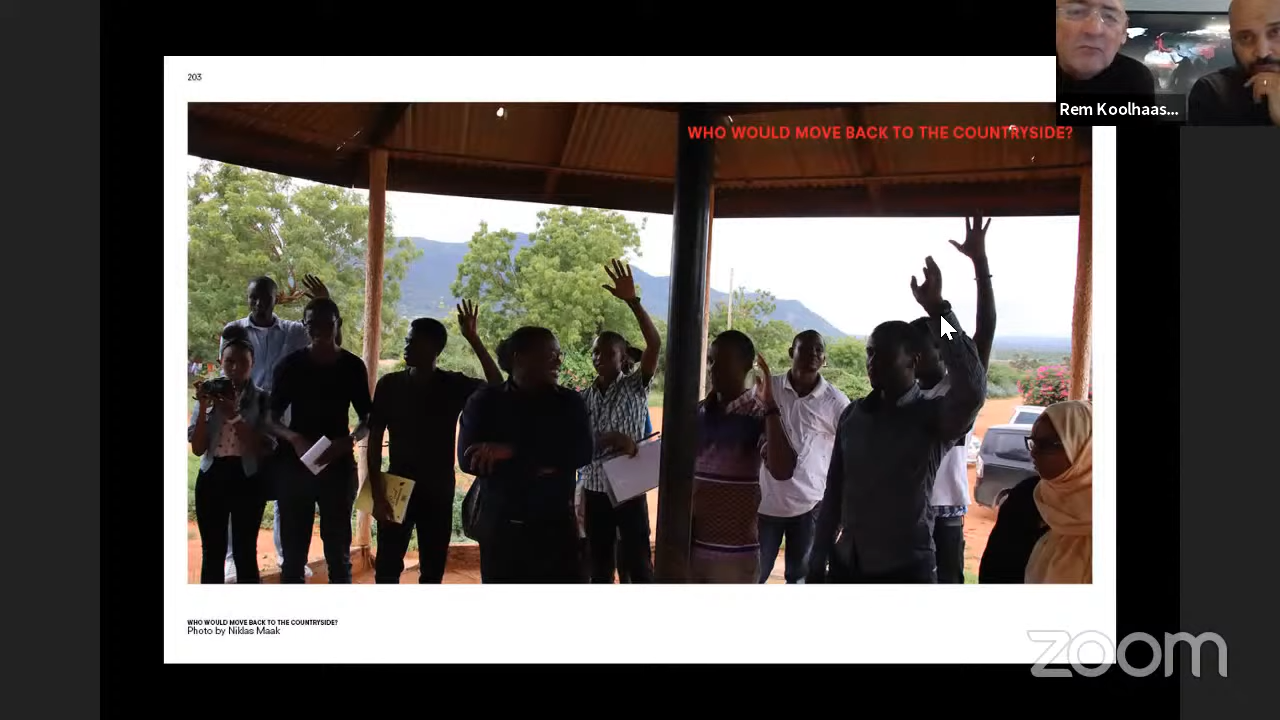 203
WHO WOULD MOVE BACK TO THE COUNTRYSIDE?
Rem Koolhaas...
WHO WOULD MOVE BACK TO THE COUNTRYSIDE?
Photo by Niklas Maak
zoom